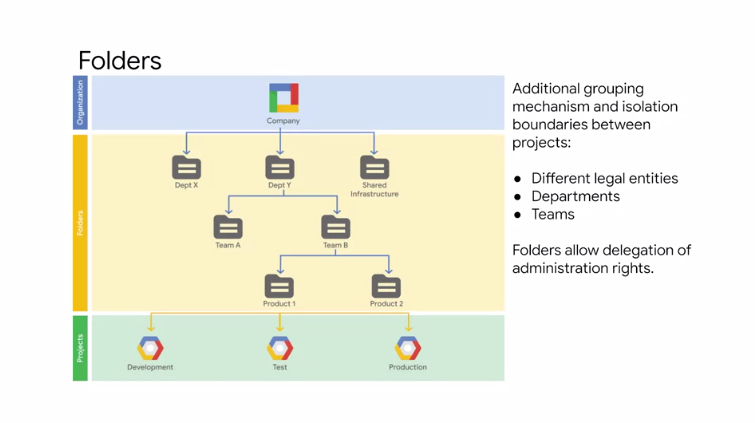 Folders
Organization
Company
Additional grouping
mechanism and isolation
boundaries between
projects:
● Different legal entities
● Departments
● Teams
Folders allow delegation of
administration rights.
Folders
Dept X
Dept Y
Shared
Infrastructure
Team A
Team B
Product 1
Product 2
Projects
Development
Test
Production